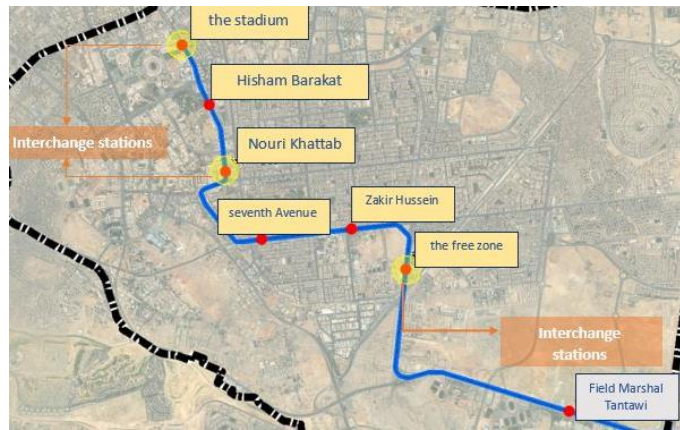 the stadium
Hisham Barakat
Interchange stations
Nouri Khattab
seventh Avenue
Zakir Hussein
the free zone
Interchange
stations
Field Marshal
Tantawi